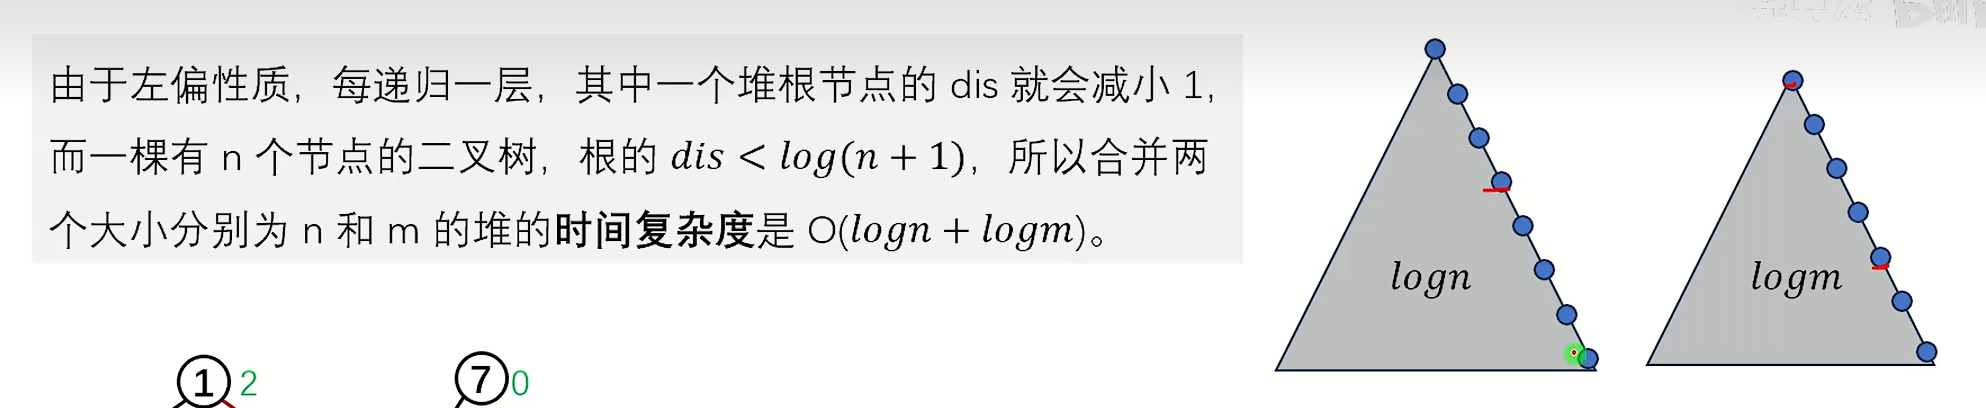 由于左偏性质，每递归一层，其中一个堆根节点的 dis 就会减小 1，
而一棵有 n 个节点的二叉树，根的 dis < log(n + 1)，所以合并两
个大小分别为 n 和 m 的堆的时间复杂度是 O(logn + logm)。
logn
logm
1 2
7 0